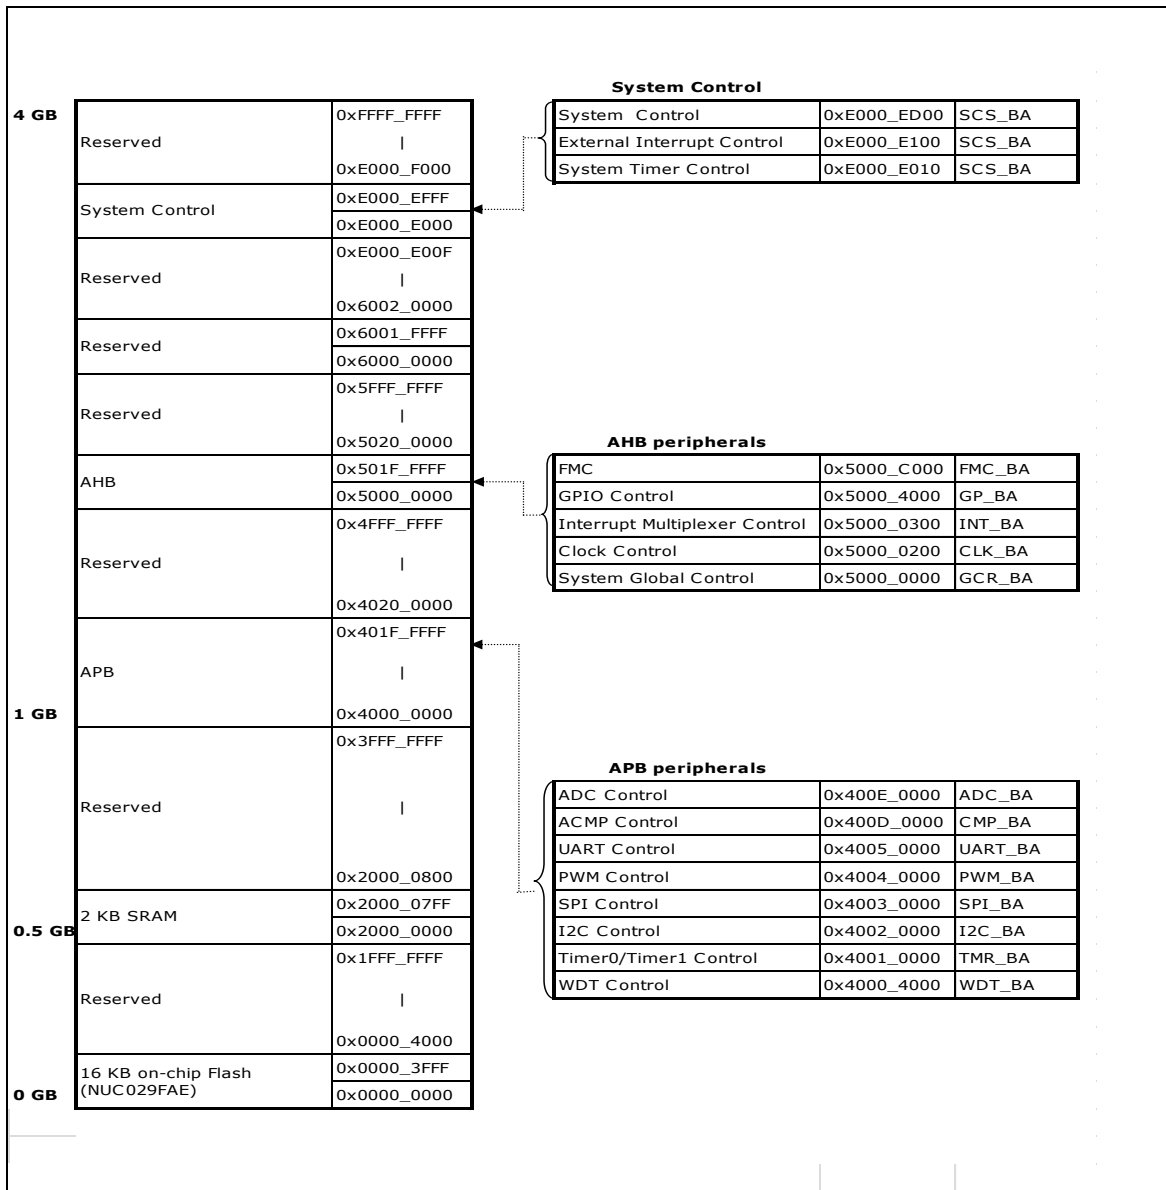 System Control
4 GB
Reserved
0xFFFF_FFFF
|
0xE000_F000
System Control
0xE000_EFFF
0xE000_E000
Reserved
0xE000_E00F
|
0x6002_0000
Reserved
0x6001_FFFF
0x6000_0000
Reserved
0x5FFF_FFFF
|
0x5020_0000
AHB
0x501F_FFFF
0x5000_0000
Reserved
0x4FFF_FFFF
|
0x4020_0000
APB
0x401F_FFFF
|
0x4000_0000
1 GB
Reserved
0x3FFF_FFFF
|
0x2000_0800
2 KB SRAM
0x2000_07FF
0x2000_0000
0.5 GB
Reserved
0x1FFF_FFFF
|
0x0000_4000
16 KB on-chip Flash
(NUC029FAE)
0x0000_3FFF
0x0000_0000
0 GB
System Control 0xE000_ED00 SCS_BA
External Interrupt Control 0xE000_E100 SCS_BA
System Timer Control 0xE000_E010 SCS_BA
AHB peripherals
FMC 0x5000_C000 FMC_BA
GPIO Control 0x5000_4000 GP_BA
Interrupt Multiplexer Control 0x5000_0300 INT_BA
Clock Control 0x5000_0200 CLK_BA
System Global Control 0x5000_0000 GCR_BA
APB peripherals
ADC Control 0x400E_0000 ADC_BA
ACMP Control 0x400D_0000 CMP_BA
UART Control 0x4005_0000 UART_BA
PWM Control 0x4004_0000 PWM_BA
SPI Control 0x4003_0000 SPI_BA
I2C Control 0x4002_0000 I2C_BA
Timer0/Timer1 Control 0x4001_0000 TMR_BA
WDT Control 0x4000_4000 WDT_BA